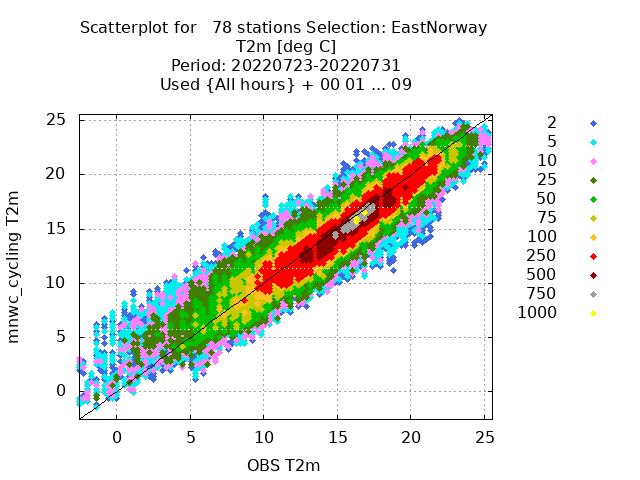 Scatterplot for   78 stations Selection: EastNorway
T2m [deg C]
Period: 20220723-20220731
Used {All hours} + 00 01 ... 09
25
20
15
10
5
0
mnwc_cycling T2m
0 5 10 15 20 25
OBS T2m
2
5
10
25
50
75
100
250
500
750
1000